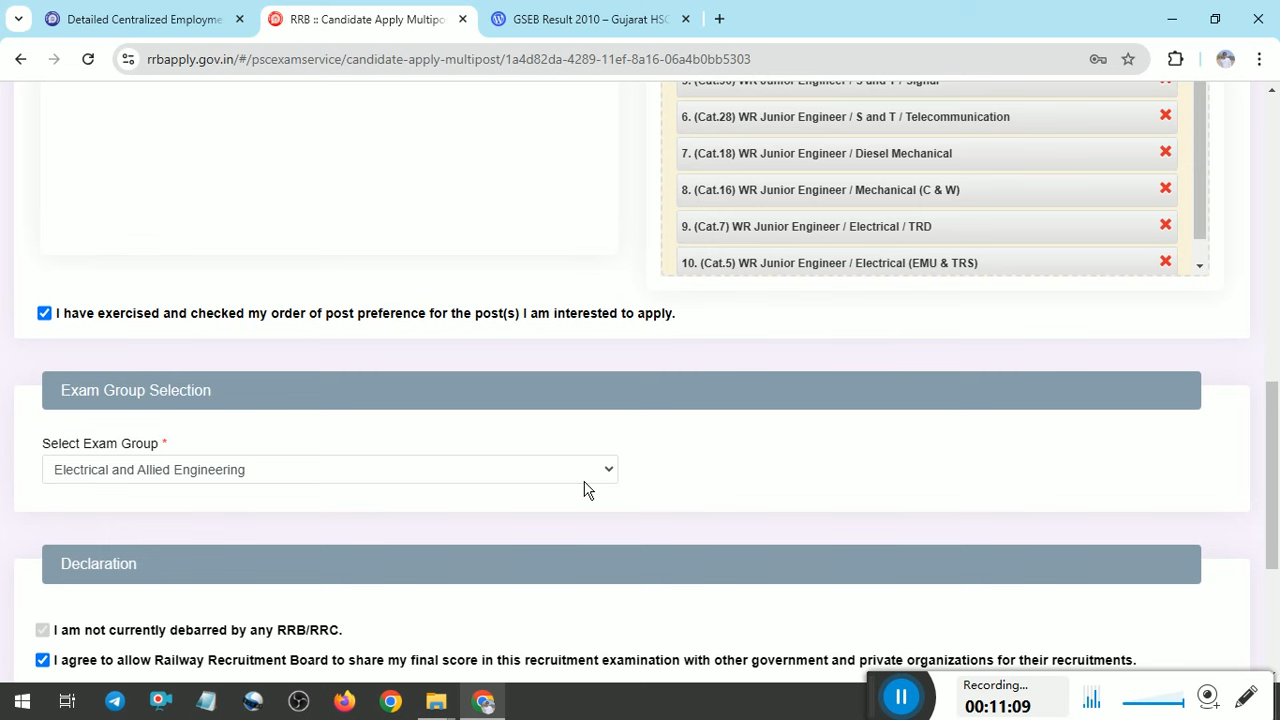 Detailed Centralized Employme
RRB :: Candidate Apply Multipo
GSEB Result 2010 – Gujarat HSC
rrbapply.gov.in/#/pscexamservice/candidate-apply-multipost/1a4d82da-4289-11ef-8a16-06a4b0bb5303
6. (Cat.28) WR Junior Engineer / S and T / Telecommunication
7. (Cat.18) WR Junior Engineer / Diesel Mechanical
8. (Cat.16) WR Junior Engineer / Mechanical (C & W)
9. (Cat.7) WR Junior Engineer / Electrical / TRD
10. (Cat.5) WR Junior Engineer / Electrical (EMU & TRS)
I have exercised and checked my order of post preference for the post(s) I am interested to apply.
Exam Group Selection
Select Exam Group *
Electrical and Allied Engineering
Declaration
I am not currently debarred by any RRB/RRC.
I agree to allow Railway Recruitment Board to share my final score in this recruitment examination with other government and private organizations for their recruitments.
Recording...
00:11:09